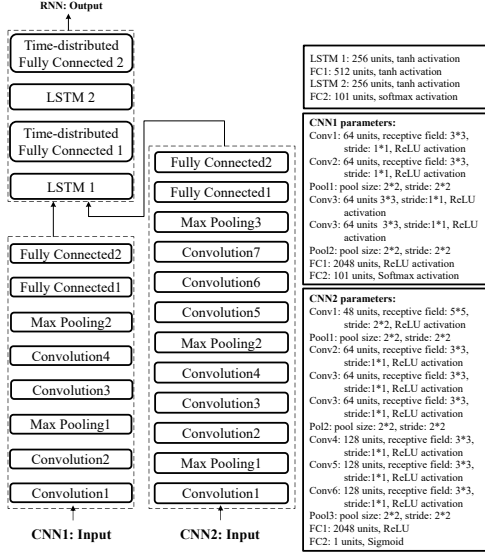 RNN: Output
Time-distributed
Fully Connected 2
LSTM 2
Time-distributed
Fully Connected 1
LSTM 1
Fully Connected2
Fully Connected1
Max Pooling2
Convolution4
Convolution3
Max Pooling1
Convolution2
Convolution1
CNN1: Input
Fully Connected2
Fully Connected1
Max Pooling3
Convolution7
Convolution6
Convolution5
Max Pooling2
Convolution4
Convolution3
Convolution2
Max Pooling1
Convolution1
CNN2: Input
LSTM 1: 256 units, tanh activation
FC1: 512 units, tanh activation
LSTM 2: 256 units, tanh activation
FC2: 101 units, softmax activation
CNN1 parameters:
Conv1: 64 units, receptive field: 3*3,
stride: 1*1, ReLU activation
Conv2: 64 units, receptive field: 3*3,
stride: 1*1, ReLU activation
Pool1: pool size: 2*2, stride: 2*2
Conv3: 64 units 3*3, stride:1*1, ReLU
activation
Conv3: 64 units 3*3, stride:1*1, ReLU
activation
Pool2: pool size: 2*2, stride: 2*2
FC1: 2048 units, ReLU activation
FC2: 101 units, Softmax activation
CNN2 parameters:
Conv1: 48 units, receptive field: 5*5,
stride: 2*2, ReLU activation
Pool1: pool size: 2*2, stride: 2*2
Conv2: 64 units, receptive field: 3*3,
stride:1*1, ReLU activation
Conv3: 64 units, receptive field: 3*3,
stride:1*1, ReLU activation
Conv3: 64 units, receptive field: 3*3,
stride:1*1, ReLU activation
Pol2: pool size: 2*2, stride: 2*2
Conv4: 128 units, receptive field: 3*3,
stride:1*1, ReLU activation
Conv5: 128 units, receptive field: 3*3,
stride:1*1, ReLU activation
Conv6: 128 units, receptive field: 3*3,
stride:1*1, ReLU activation
Pool3: pool size: 2*2, stride: 2*2
FC1: 2048 units, ReLU
FC2: 1 units, Sigmoid